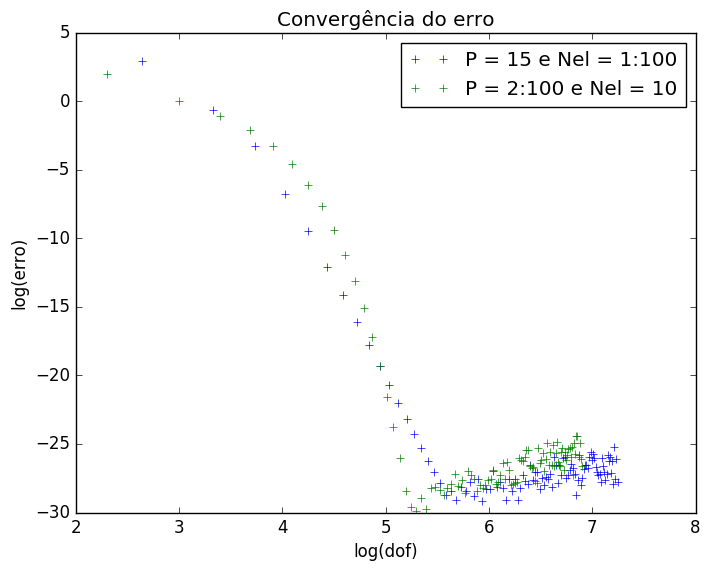 Convergência do erro
P = 15 e Nel = 1:100
P = 2:100 e Nel = 10
5
0
−5
−10
−15
−20
−25
−30
log(erro)
2 3 4 5 6 7 8
log(dof)